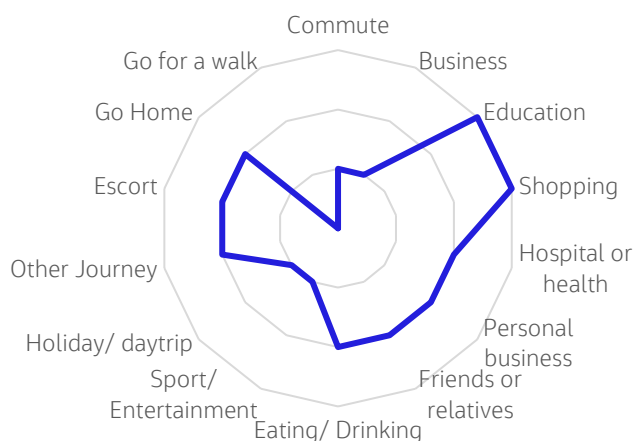 Commute
Business
Education
Shopping
Hospital or
health
Personal
business
Friends or
relatives
Eating/ Drinking
Sport/
Entertainment
Holiday/ daytrip
Other Journey
Escort
Go Home
Go for a walk